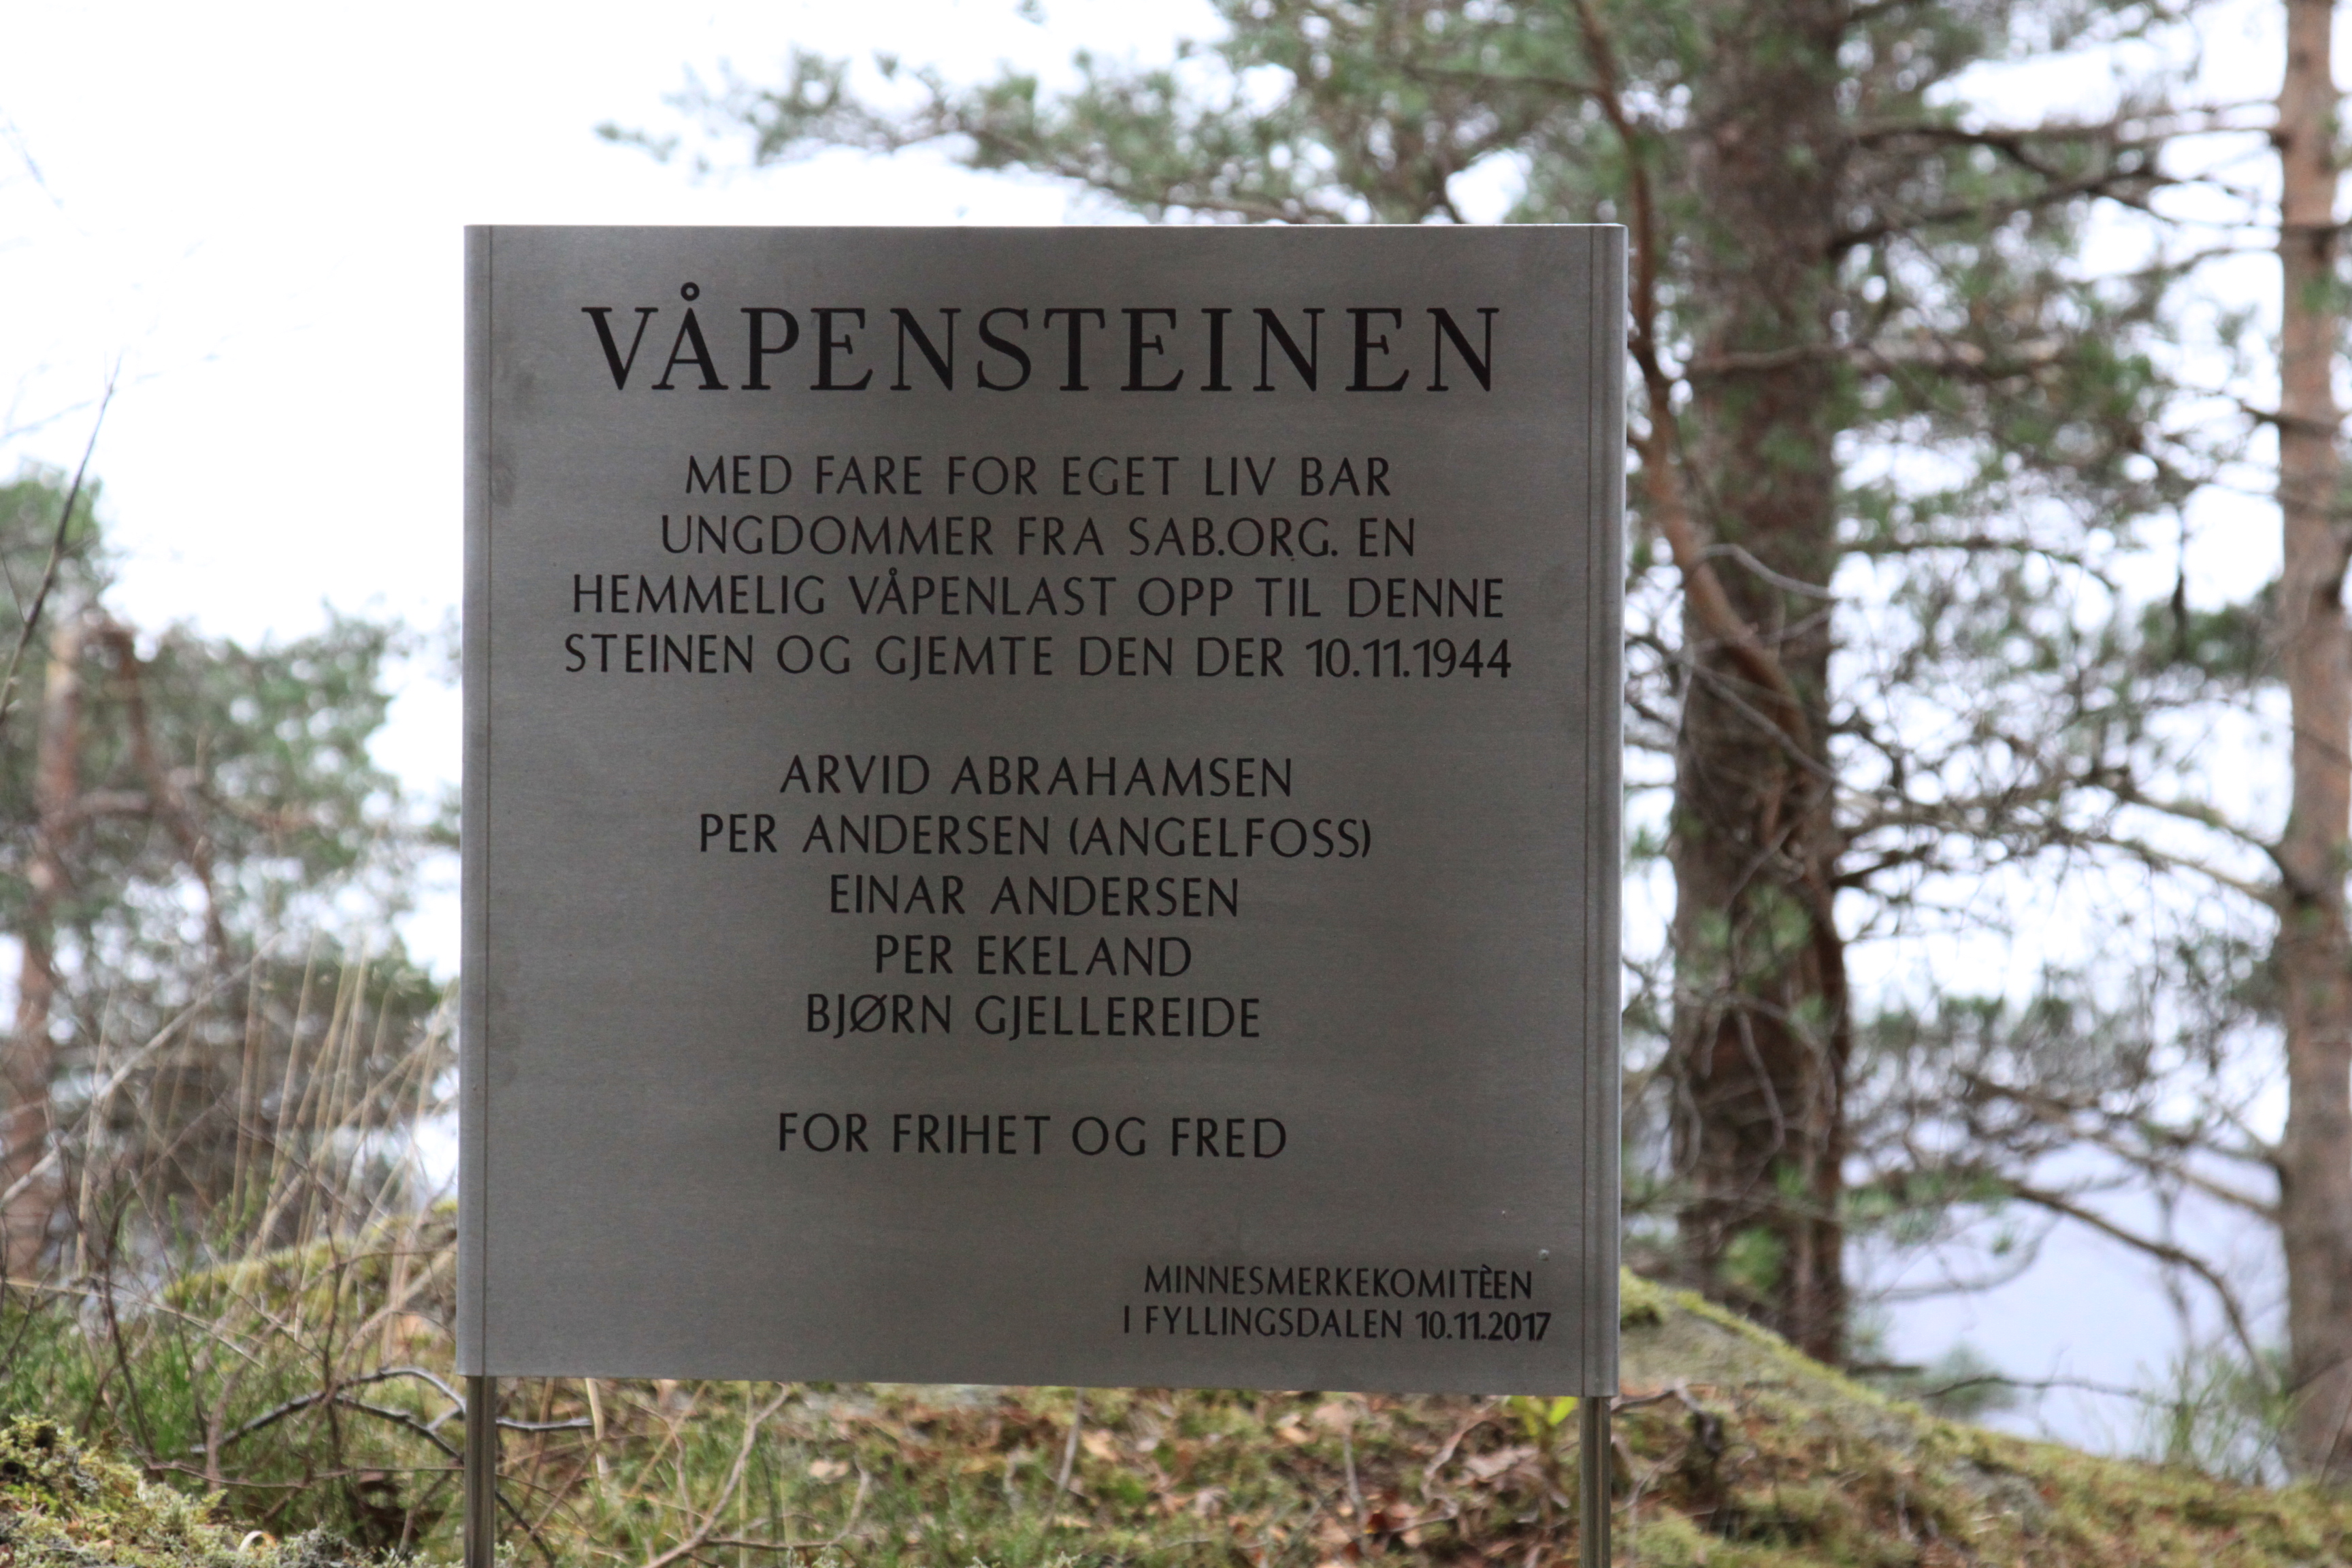 VÅPENSTEINEN
MED FARE FOR EGET LIV BAR
UNGDOMMER FRA SAB.ORG. EN
HEMMELIG VÅPENLAST OPP TIL DENNE
STEINEN OG GJEMTE DEN DER 10.11.1944
ARVID ABRAHAMSEN
PER ANDERSEN (ANGELFOSS)
EINAR ANDERSEN
PER EKELAND
BJØRN GJELLEREIDE
FOR FRIHET OG FRED
MINNESMERKEKOMITÈEN
I FYLLINGSDALEN 10.11.2017